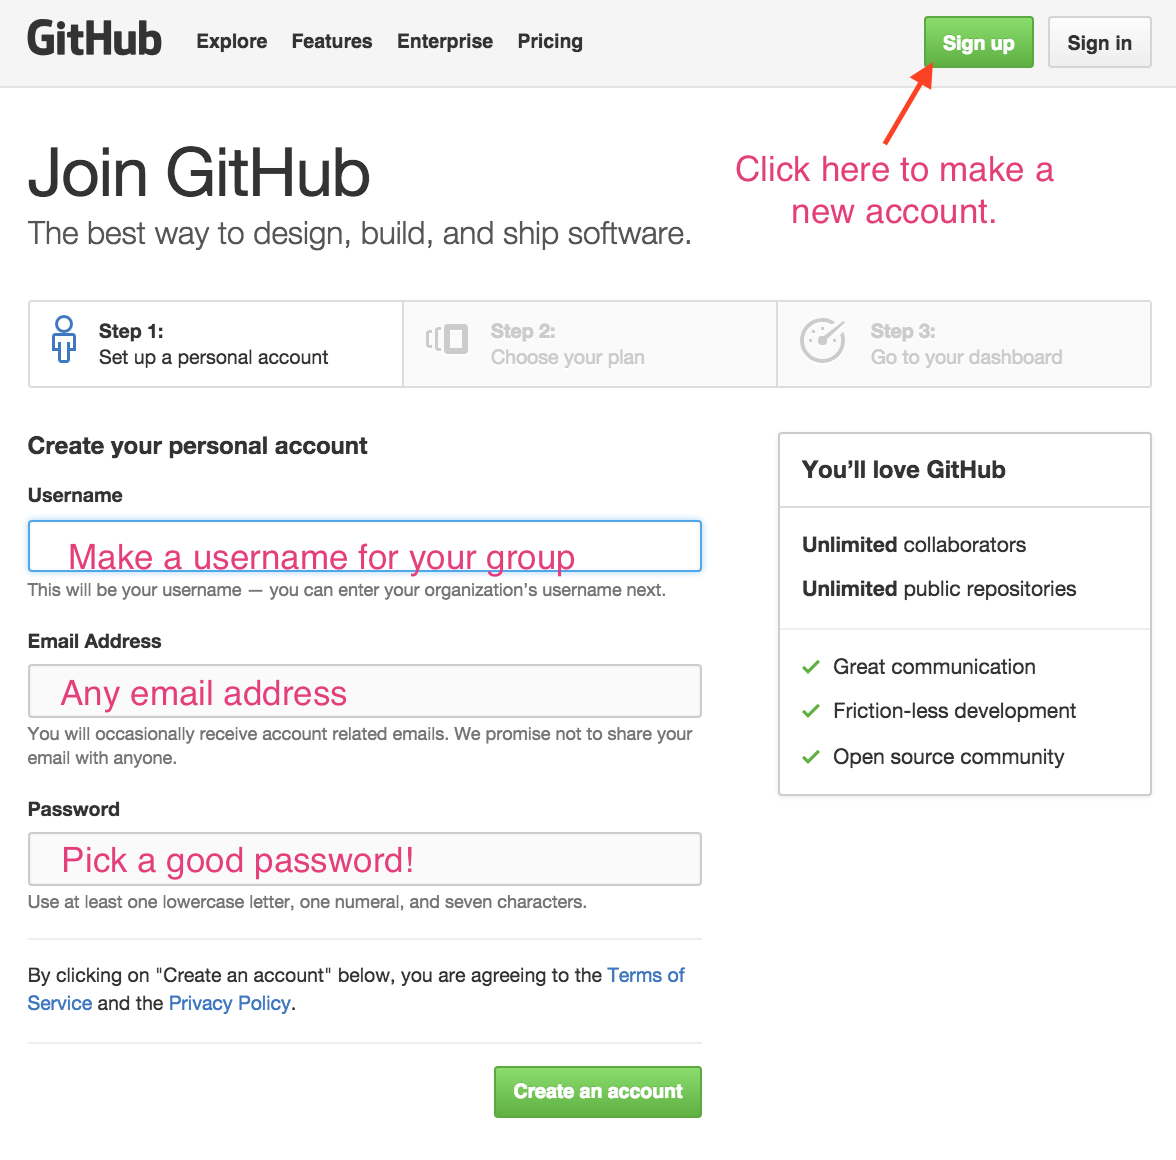 GitHub Explore Features Enterprise Pricing Sign up Sign in
Click here to make a
new account.
Join GitHub
The best way to design, build, and ship software.
Step 1:
Set up a personal account
Step 2:
Choose your plan
Step 3:
Go to your dashboard
Create your personal account
Username
Make a username for your group
This will be your username — you can enter your organization's username next.
Email Address
Any email address
You will occasionally receive account related emails. We promise not to share your
email with anyone.
Password
Pick a good password!
Use at least one lowercase letter, one numeral, and seven characters.
By clicking on "Create an account" below, you are agreeing to the Terms of
Service and the Privacy Policy.
Create an account
You'll love GitHub
Unlimited collaborators
Unlimited public repositories
Great communication
Friction-less development
Open source community